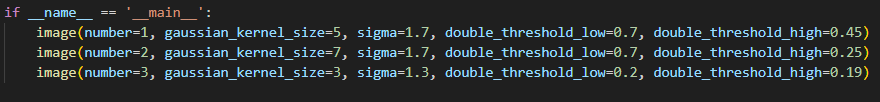 if __name__ == '__main__':
    image(number=1, gaussian_kernel_size=5, sigma=1.7, double_threshold_low=0.7, double_threshold_high=0.45)
    image(number=2, gaussian_kernel_size=7, sigma=1.7, double_threshold_low=0.7, double_threshold_high=0.25)
    image(number=3, gaussian_kernel_size=3, sigma=1.3, double_threshold_low=0.2, double_threshold_high=0.19)